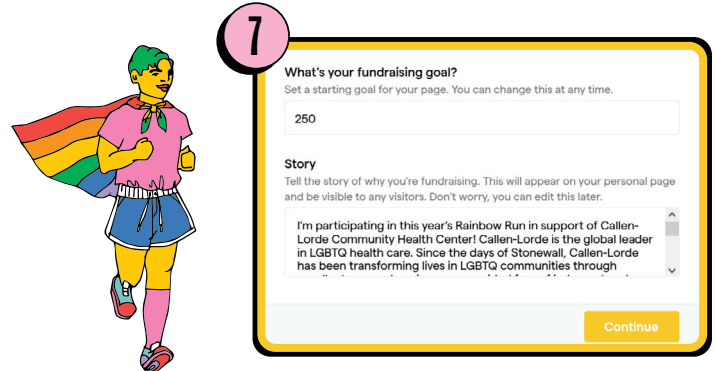 7
What's your fundraising goal?
Set a starting goal for your page. You can change this at any time.
250
Story
Tell the story of why you're fundraising. This will appear on your personal page
and be visible to any visitors. Don't worry, you can edit this later.
I'm participating in this year's Rainbow Run in support of Callen-
Lorde Community Health Center! Callen-Lorde is the global leader
in LGBTQ health care. Since the days of Stonewall, Callen-Lorde
has been transforming lives in LGBTQ communities through
Continue